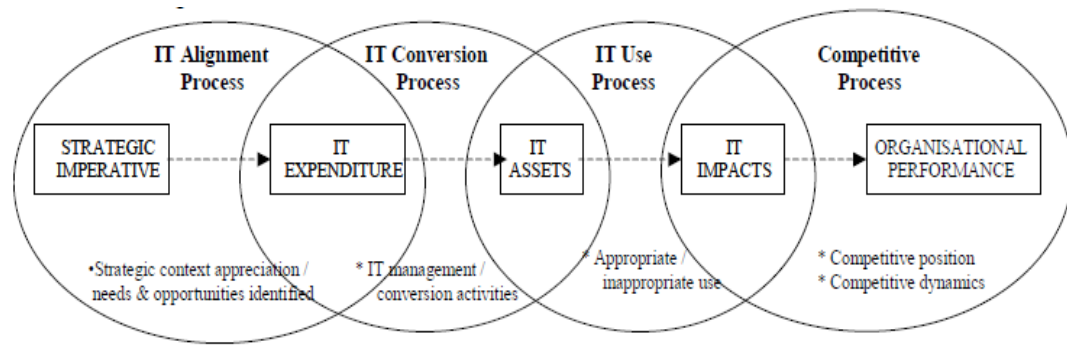 IT Alignment
Process
IT Conversion
Process
IT Use
Process
Competitive
Process
STRATEGIC
IMPERATIVE
IT
EXPENDITURE
IT
ASSETS
IT
IMPACTS
ORGANISATIONAL
PERFORMANCE
•Strategic context appreciation /
needs & opportunities identified
* IT management /
conversion activities
* Appropriate /
inappropriate use
* Competitive position
* Competitive dynamics